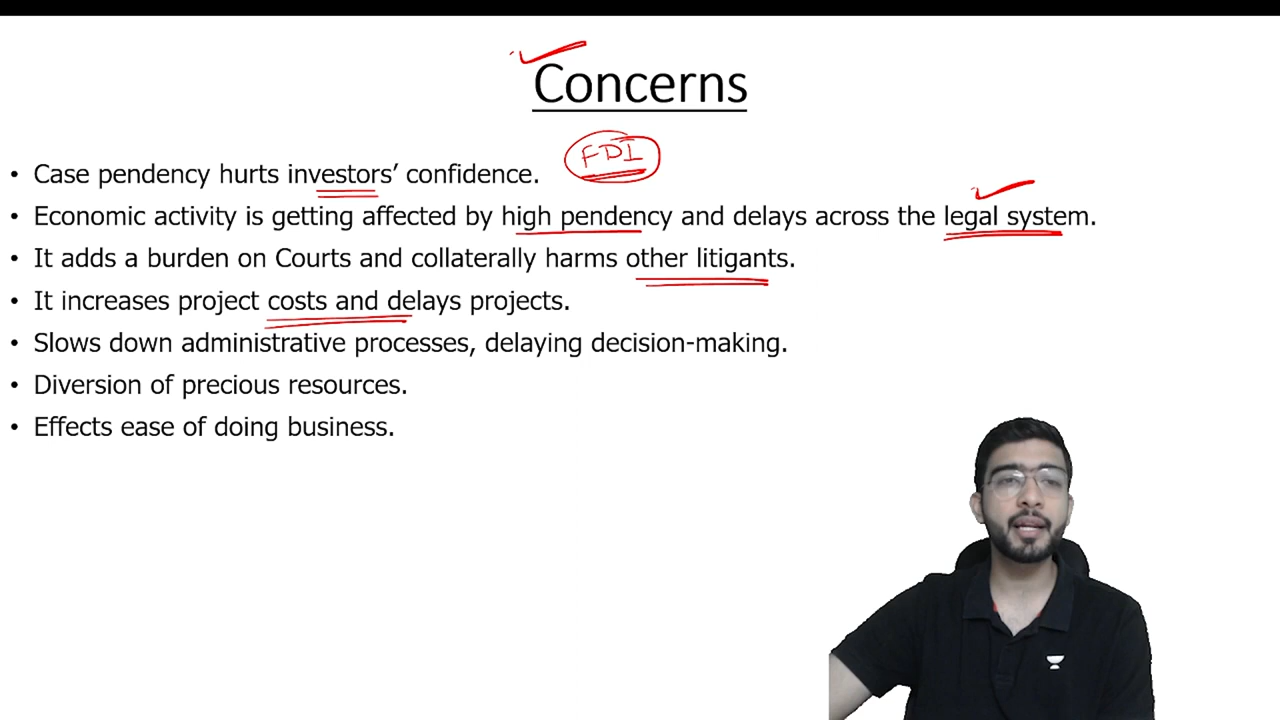 Concerns
FDI
• Case pendency hurts investors’ confidence.
• Economic activity is getting affected by high pendency and delays across the legal system.
• It adds a burden on Courts and collaterally harms other litigants.
• It increases project costs and delays projects.
• Slows down administrative processes, delaying decision-making.
• Diversion of precious resources.
• Effects ease of doing business.